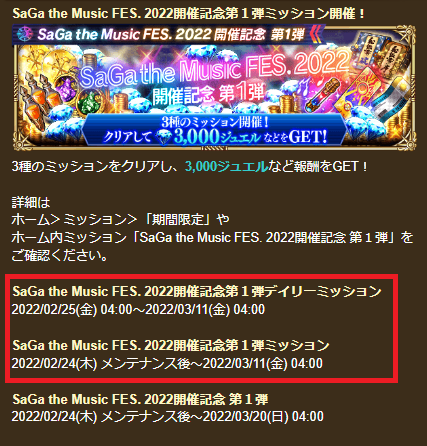 SaGa the Music FES. 2022開催記念第１弾ミッション開催！
SaGa the Music FES. 2022 開催記念 第1弾
SaGa the Music FES. 2022
開催記念 第1弾
3種のミッション開催！
クリアして 3,000ジュエル などをGET！
3種のミッションをクリアし、3,000ジュエルなど報酬をGET！
詳細は
ホーム＞ミッション＞「期間限定」や
ホーム内ミッション「SaGa the Music FES. 2022開催記念 第１弾」を
ご確認ください。
SaGa the Music FES. 2022開催記念第１弾デイリーミッション
2022/02/25(金) 04:00～2022/03/11(金) 04:00
SaGa the Music FES. 2022開催記念第１弾ミッション
2022/02/24(木) メンテナンス後～2022/03/11(金) 04:00
SaGa the Music FES. 2022開催記念 第１弾
2022/02/24(木) メンテナンス後～2022/03/20(日) 04:00